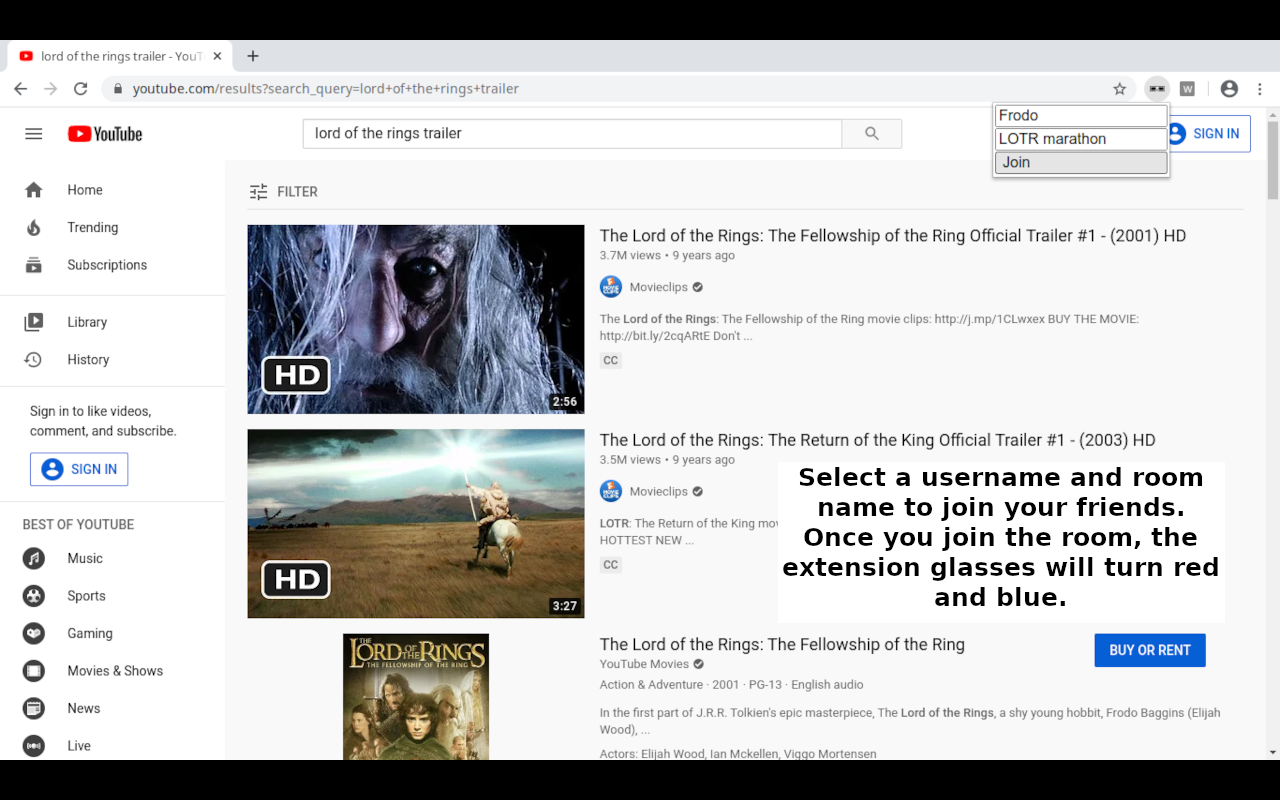 lord of the rings trailer - YouT
youtube.com/results?search_query=lord+of+the+rings+trailer
W
Frodo
LOTR marathon
Join
YouTube
lord of the rings trailer
SIGN IN
Home
Trending
Subscriptions
Library
History
Sign in to like videos,
comment, and subscribe.
SIGN IN
BEST OF YOUTUBE
Music
Sports
Gaming
Movies & Shows
News
Live
FILTER
HD
2:56
The Lord of the Rings: The Fellowship of the Ring Official Trailer #1 - (2001) HD
3.7M views • 9 years ago
Movieclips
The Lord of the Rings: The Fellowship of the Ring movie clips: http://j.mp/1CLwxex BUY THE MOVIE:
http://bit.ly/2cqARtE Don't ...
CC
HD
3:27
The Lord of the Rings: The Return of the King Official Trailer #1 - (2003) HD
3.5M views • 9 years ago
Movieclips
LOTR: The Return of the King mov
HOTTEST NEW ...
CC
Select a username and room
name to join your friends.
Once you join the room, the
extension glasses will turn red
and blue.
THE
LORD OF THE RINGS
THE FELLOWSHIP OF THE RING
The Lord of the Rings: The Fellowship of the Ring
YouTube Movies
Action & Adventure · 2001 · PG-13 · English audio
In the first part of J.R.R. Tolkien's epic masterpiece, The Lord of the Rings, a shy young hobbit, Frodo Baggins (Elijah
Wood), ...
Actors: Elijah Wood, Ian Mckellen, Viggo Mortensen
BUY OR RENT